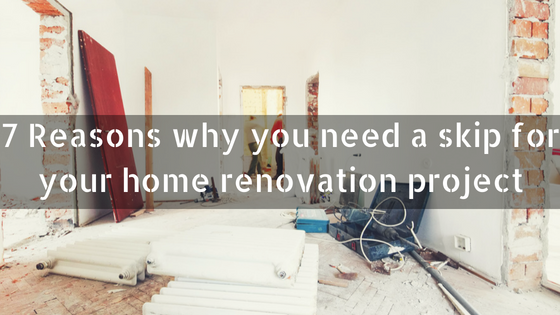 7 Reasons why you need a skip for
your home renovation project